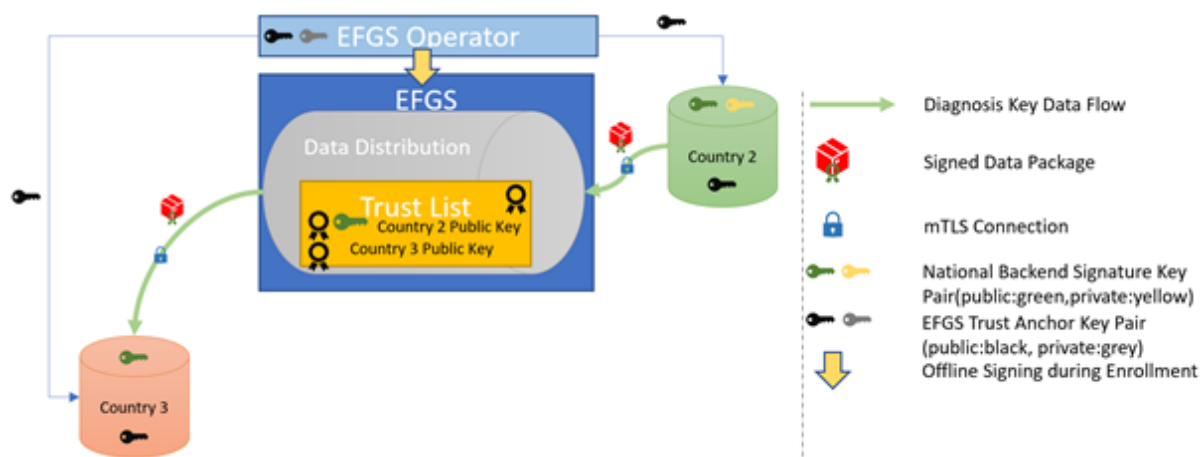 EFGS Operator
EFGS
Data Distribution
Trust List
Country 2 Public Key
Country 3 Public Key
Country 2
Country 3
Diagnosis Key Data Flow
Signed Data Package
mTLS Connection
National Backend Signature Key
Pair(public:green,private:yellow)
EFGS Trust Anchor Key Pair
(public:black, private:grey)
Offline Signing during Enrollment